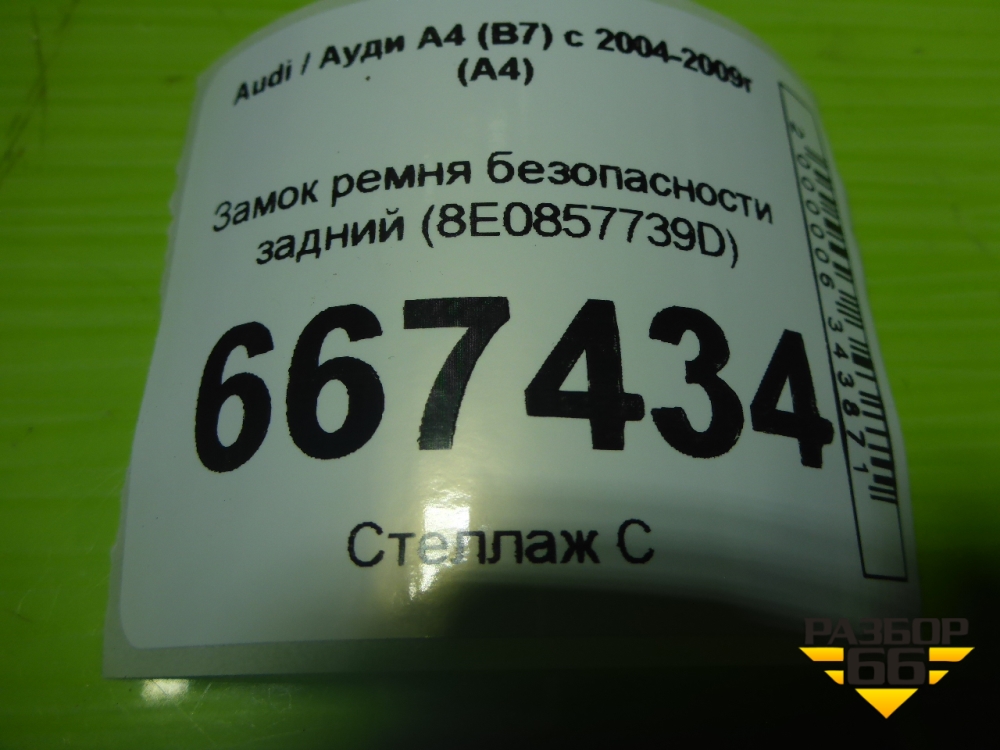 Audi / Ауди A4 (B7) с 2004-2009г
(A4)
Замок ремня безопасности
задний (8E0857739D)
667434
Стеллаж С
2000006343871
РАЗБОР
66